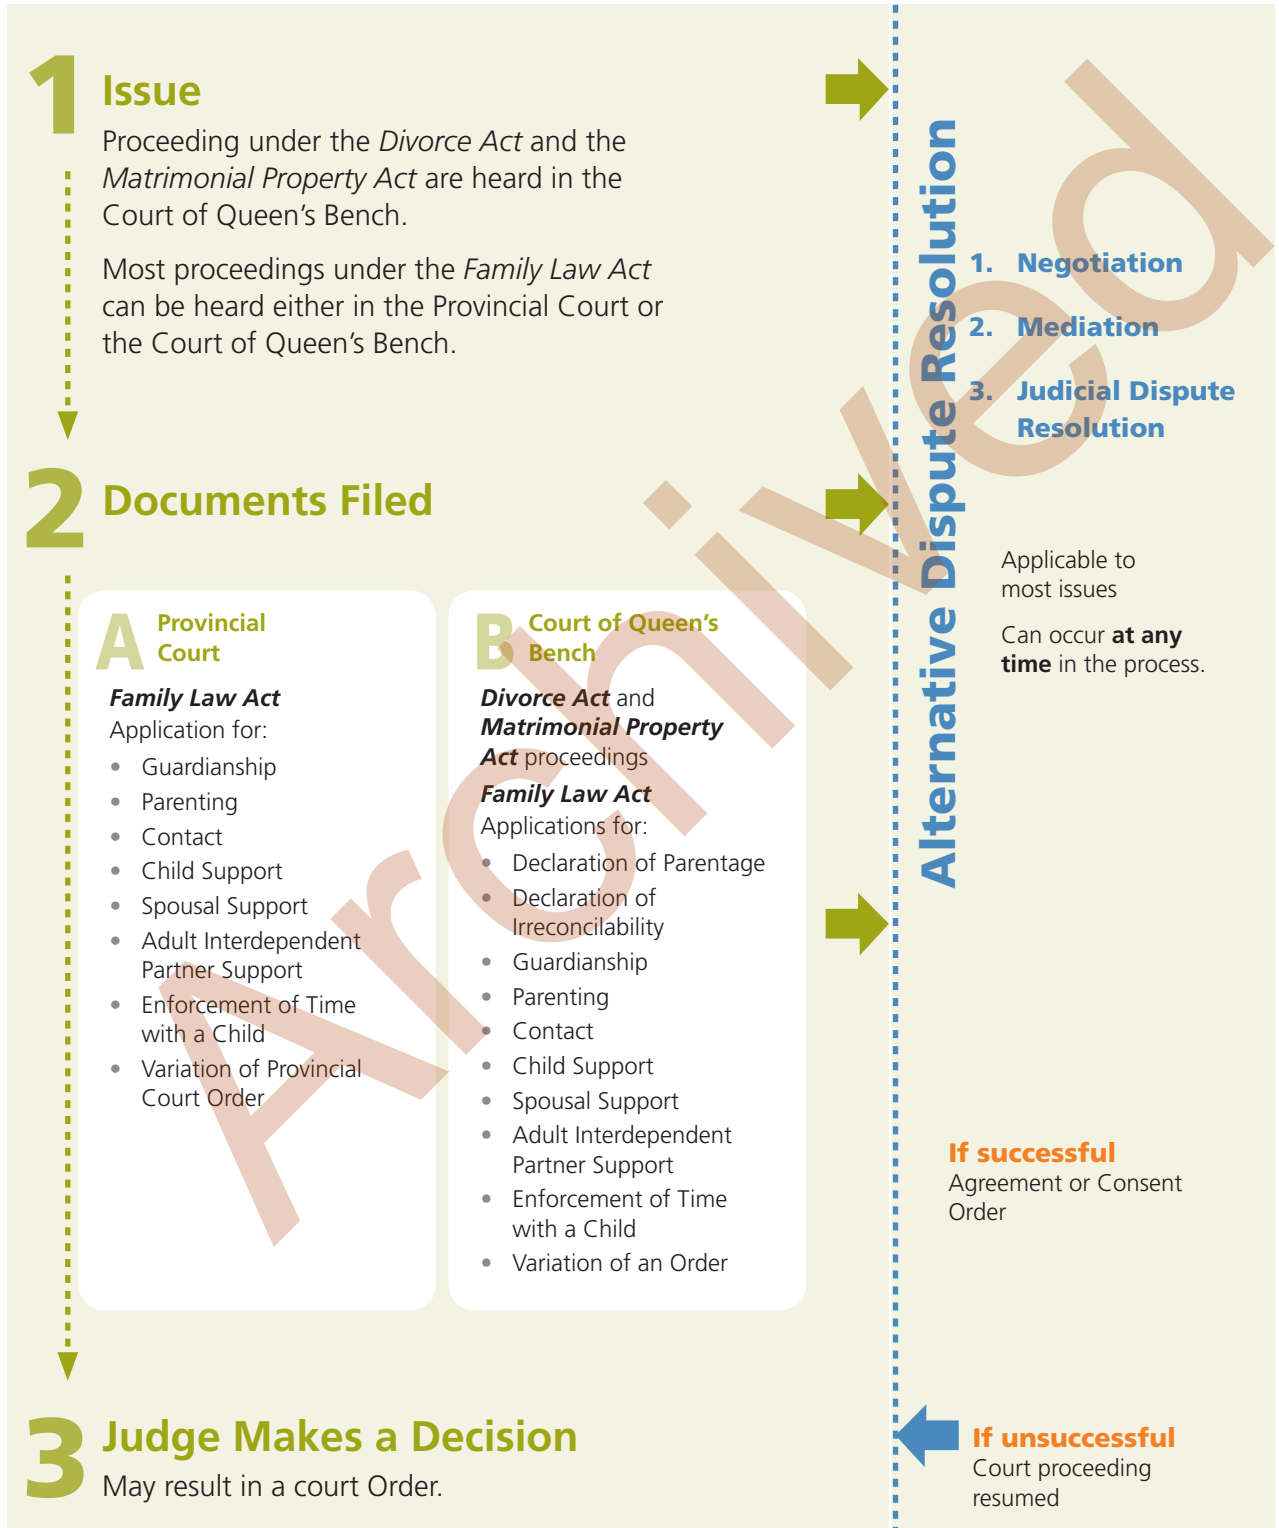 1 Issue
Proceeding under the Divorce Act and the
Matrimonial Property Act are heard in the
Court of Queen's Bench.
Most proceedings under the Family Law Act
can be heard either in the Provincial Court or
the Court of Queen's Bench.
2 Documents Filed
A Provincial
Court
Family Law Act
Application for:
• Guardianship
• Parenting
• Contact
• Child Support
• Spousal Support
• Adult Interdependent
Partner Support
• Enforcement of Time
with a Child
• Variation of Provincial
Court Order
B Court of Queen's
Bench
Divorce Act and
Matrimonial Property
Act proceedings
Family Law Act
Applications for:
• Declaration of Parentage
• Declaration of
Irreconcilability
• Guardianship
• Parenting
• Contact
• Child Support
• Spousal Support
• Adult Interdependent
Partner Support
• Enforcement of Time
with a Child
• Variation of an Order
3 Judge Makes a Decision
May result in a court Order.
Alternative Dispute Resolution
1. Negotiation
2. Mediation
3. Judicial Dispute
Resolution
Applicable to
most issues
Can occur at any
time in the process.
If successful
Agreement or Consent
Order
If unsuccessful
Court proceeding
resumed
Archived